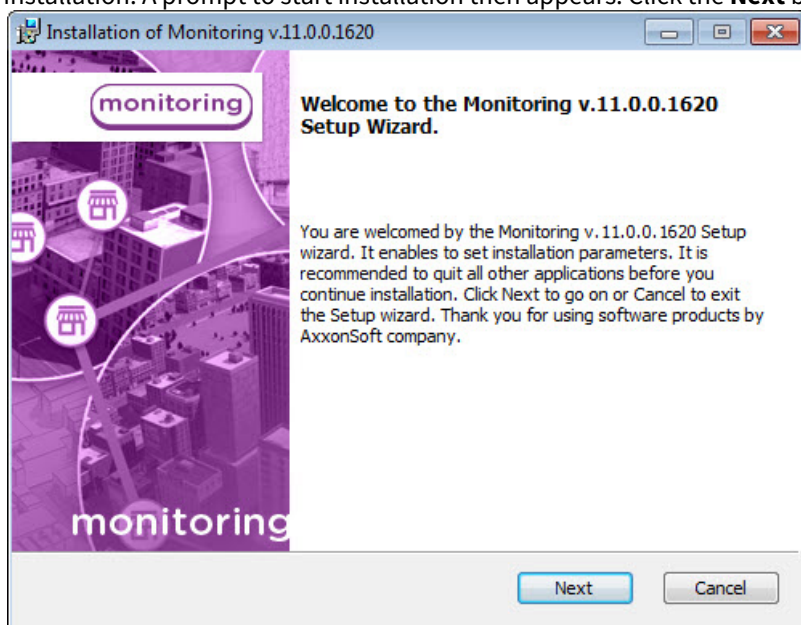 installation. A prompt to start installation then appears. Click the Next b
Installation of Monitoring v.11.0.0.1620
monitoring
Welcome to the Monitoring v.11.0.0.1620
Setup Wizard.
You are welcomed by the Monitoring v.11.0.0.1620 Setup
wizard. It enables to set installation parameters. It is
recommended to quit all other applications before you
continue installation. Click Next to go on or Cancel to exit
the Setup wizard. Thank you for using software products by
AxxonSoft company.
monitoring
Next
Cancel